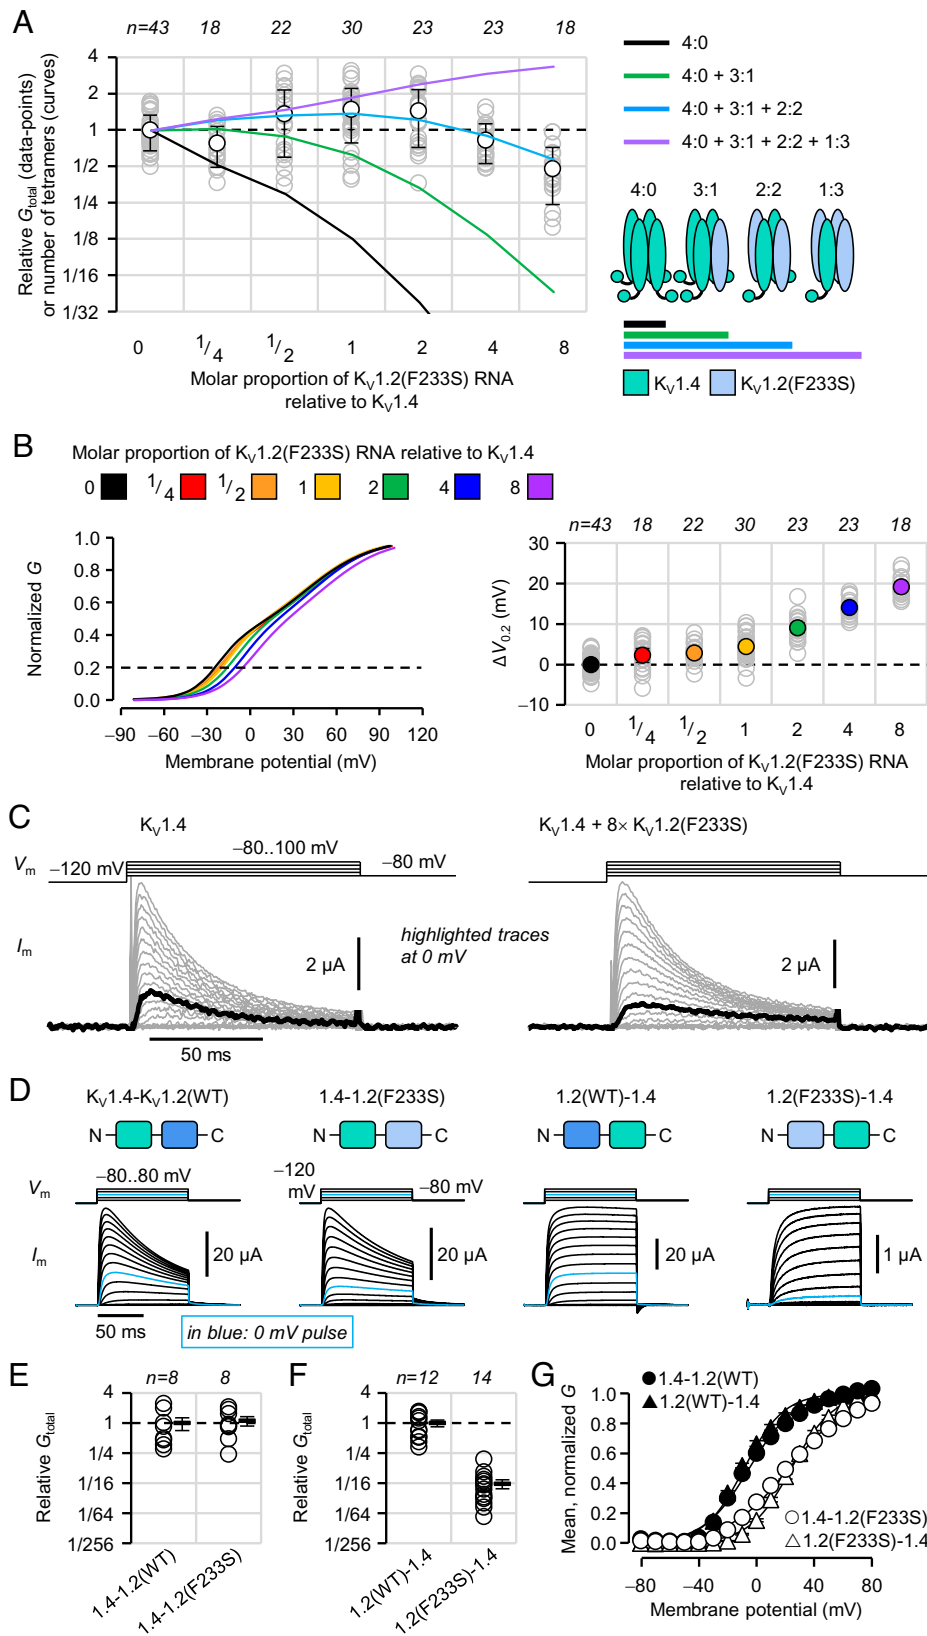 A
n=43 18 22 30 23 23 18
Relative Gtotal (data-points)
or number of tetramers (curves)
4
2
1
1/2
1/4
1/8
1/16
1/32
0 1/4 1/2 1 2 4 8
Molar proportion of KV1.2(F233S) RNA
relative to KV1.4
4:0
4:0 + 3:1
4:0 + 3:1 + 2:2
4:0 + 3:1 + 2:2 + 1:3
4:0 3:1 2:2 1:3
KV1.4 KV1.2(F233S)
B
Molar proportion of KV1.2(F233S) RNA relative to KV1.4
0 1/4 1/2 1 2 4 8
Normalized G
1.0
0.8
0.6
0.4
0.2
0.0
−90 −60 −30 0 30 60 90 120
Membrane potential (mV)
n=43 18 22 30 23 23 18
ΔV0.2 (mV)
30
20
10
0
−10
0 1/4 1/2 1 2 4 8
Molar proportion of KV1.2(F233S) RNA
relative to KV1.4
C
KV1.4
KV1.4 + 8× KV1.2(F233S)
Vm
−120 mV
−80..100 mV
−80 mV
Im
2 µA
highlighted traces
at 0 mV
2 µA
50 ms
D
KV1.4-KV1.2(WT) 1.4-1.2(F233S) 1.2(WT)-1.4 1.2(F233S)-1.4
N C N C N C N C
Vm
−80..80 mV
−120
mV
−80 mV
Im
20 µA 20 µA 20 µA 1 µA
50 ms
in blue: 0 mV pulse
E
n=8 8
Relative Gtotal
4
1
1/4
1/16
1/64
1/256
1.4-1.2(WT)
1.4-1.2(F233S)
F
n=12 14
Relative Gtotal
4
1
1/4
1/16
1/64
1/256
1.2(WT)-1.4
1.2(F233S)-1.4
G
1.4-1.2(WT)
1.2(WT)-1.4
Mean, normalized G
1.0
0.8
0.6
0.4
0.2
0.0
1.4-1.2(F233S)
1.2(F233S)-1.4
−80 −40 0 40 80
Membrane potential (mV)